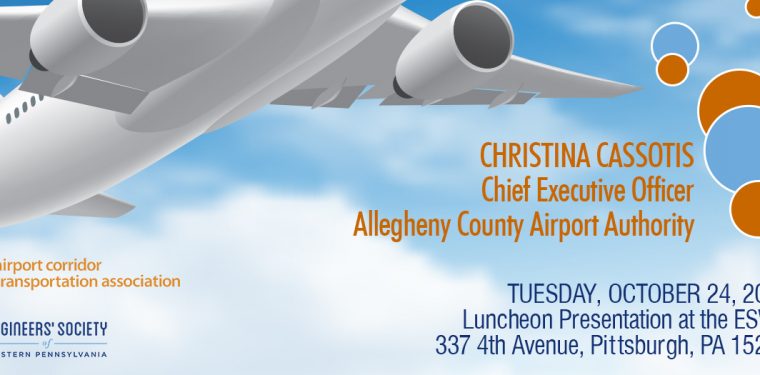 CHRISTINA CASSOTIS
Chief Executive Officer
Allegheny County Airport Authority
airport corridor
transportation association
GINEERS' SOCIETY
of
STERN PENNSYLVANIA
TUESDAY, OCTOBER 24, 20
Luncheon Presentation at the ESW
337 4th Avenue, Pittsburgh, PA 152